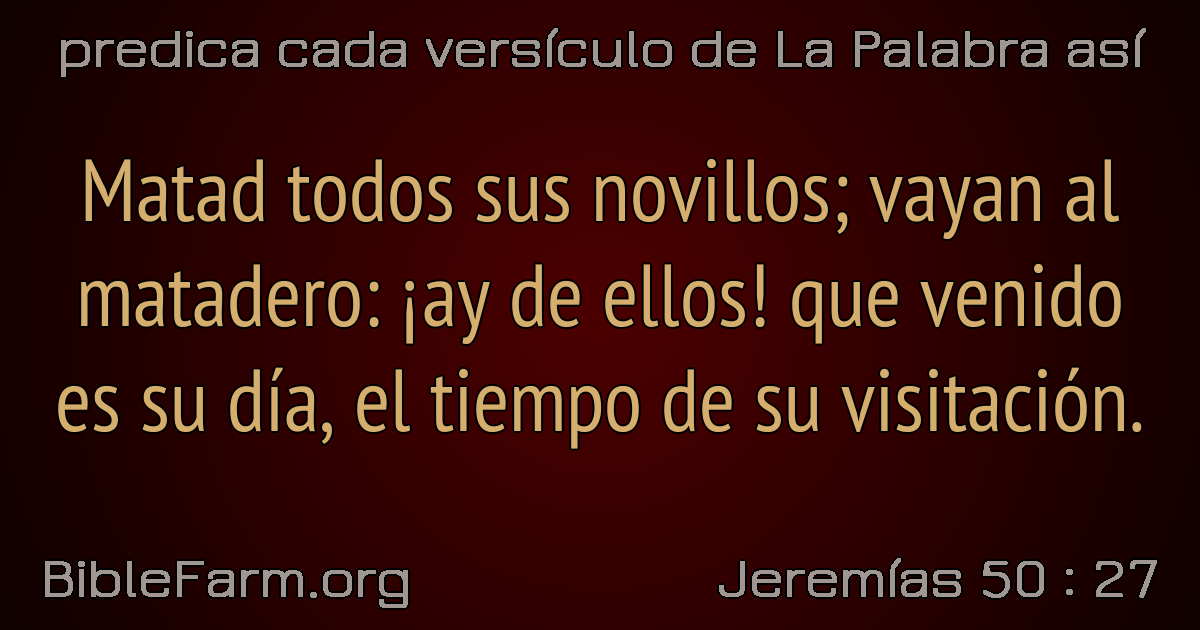 predica cada versículo de La Palabra así
Matad todos sus novillos; vayan al
matadero: ¡ay de ellos! que venido
es su día, el tiempo de su visitación.
BibleFarm.org
Jeremías 50 : 27